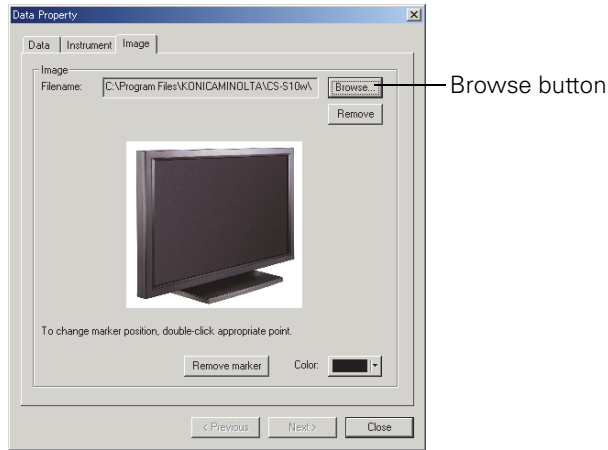 Data Property
Data Instrument Image
Image
Filename: C:\Program Files\KONICAMINOLTA\CS-S10w\ Browse... Browse button
Remove
To change marker position, double-click appropriate point.
Remove marker Color:
< Previous Next > Close